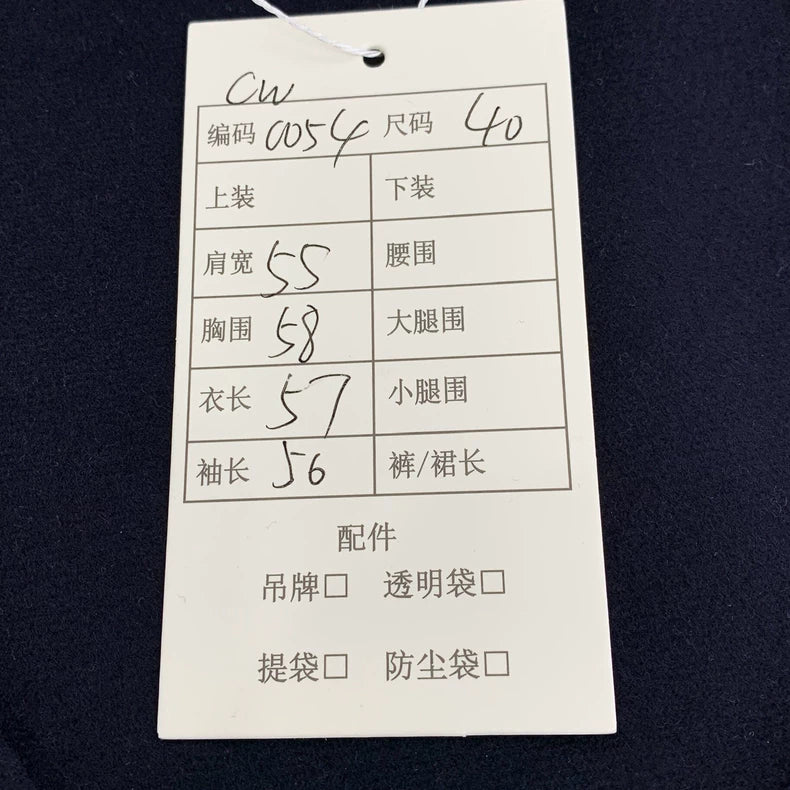 CW
编码 0054 尺码 40
上装 下装
肩宽 55 腰围
胸围 58 大腿围
衣长 57 小腿围
袖长 56 裤/裙长
配件
吊牌□ 透明袋□
提袋□ 防尘袋□